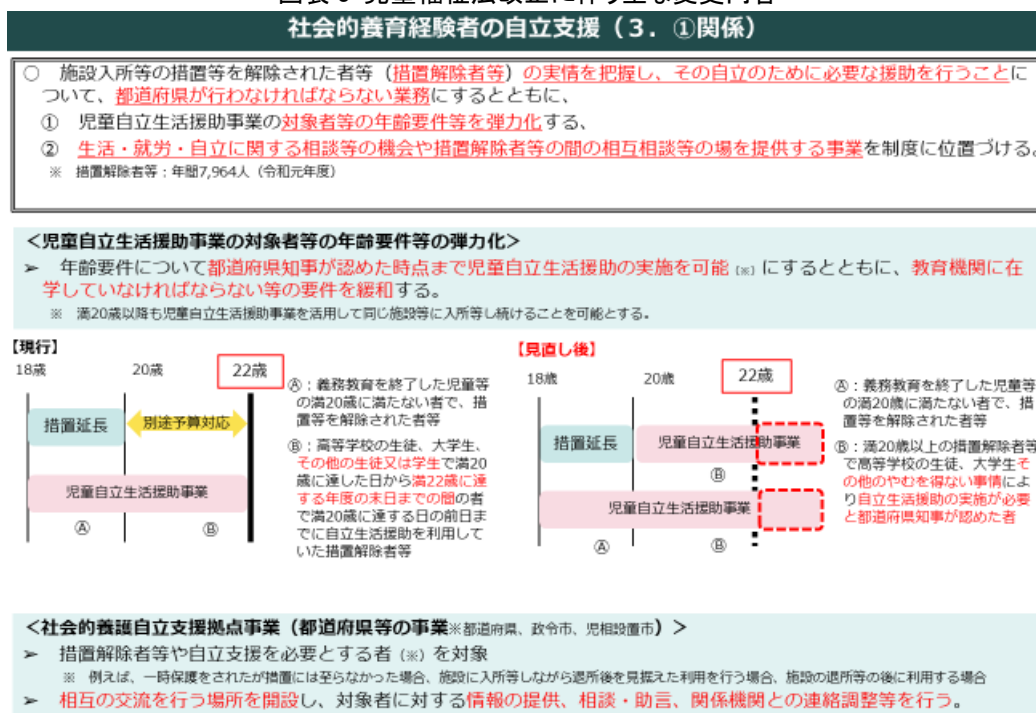 社会的養育経験者の自立支援（３．①関係）
○ 施設入所等の措置等を解除された者等（措置解除者等）の実情を把握し、その自立のために必要な援助を行うことに
ついて、都道府県が行わなければならない業務にするとともに、
① 児童自立生活援助事業の対象者等の年齢要件等を弾力化する、
② 生活・就労・自立に関する相談等の機会や措置解除者等の間の相互相談等の場を提供する事業を制度に位置づける。
※ 措置解除者等：年間7,964人（令和元年度）
＜児童自立生活援助事業の対象者等の年齢要件等の弾力化＞
➢ 年齢要件について都道府県知事が認めた時点まで児童自立生活援助の実施を可能（※）にするとともに、教育機関に在
学していなければならない等の要件を緩和する。
※ 満20歳以降も児童自立生活援助事業を活用して同じ施設等に入所等し続けることを可能とする。
【現行】
18歳 20歳 22歳
措置延長 別途予算対応
児童自立生活援助事業
Ⓐ Ⓑ
Ⓐ：義務教育を終了した児童等
の満20歳に満たない者で、措
置等を解除された者等
Ⓑ：高等学校の生徒、大学生、
その他の生徒又は学生で満20
歳に達した日から満22歳に達
する年度の末日までの間の者
で満20歳に達する日の前日ま
でに自立生活援助を利用して
いた措置解除者等
【見直し後】
18歳 20歳 22歳
措置延長 児童自立生活援助事業
Ⓑ
児童自立生活援助事業
Ⓐ Ⓑ
Ⓐ：義務教育を終了した児童等
の満20歳に満たない者で、措
置等を解除された者等
Ⓑ：満20歳以上の措置解除者等
で高等学校の生徒、大学生そ
の他のやむを得ない事情によ
り自立生活援助の実施が必要
と都道府県知事が認めた者
＜社会的養護自立支援拠点事業（都道府県等の事業※都道府県、政令市、児相設置市）＞
➢ 措置解除者等や自立支援を必要とする者（※）を対象
※ 例えば、一時保護をされたが措置には至らなかった場合、施設に入所等しながら退所後を見据えた利用を行う場合、施設の退所等の後に利用する場合
➢ 相互の交流を行う場所を開設し、対象者に対する情報の提供、相談・助言、関係機関との連絡調整等を行う。